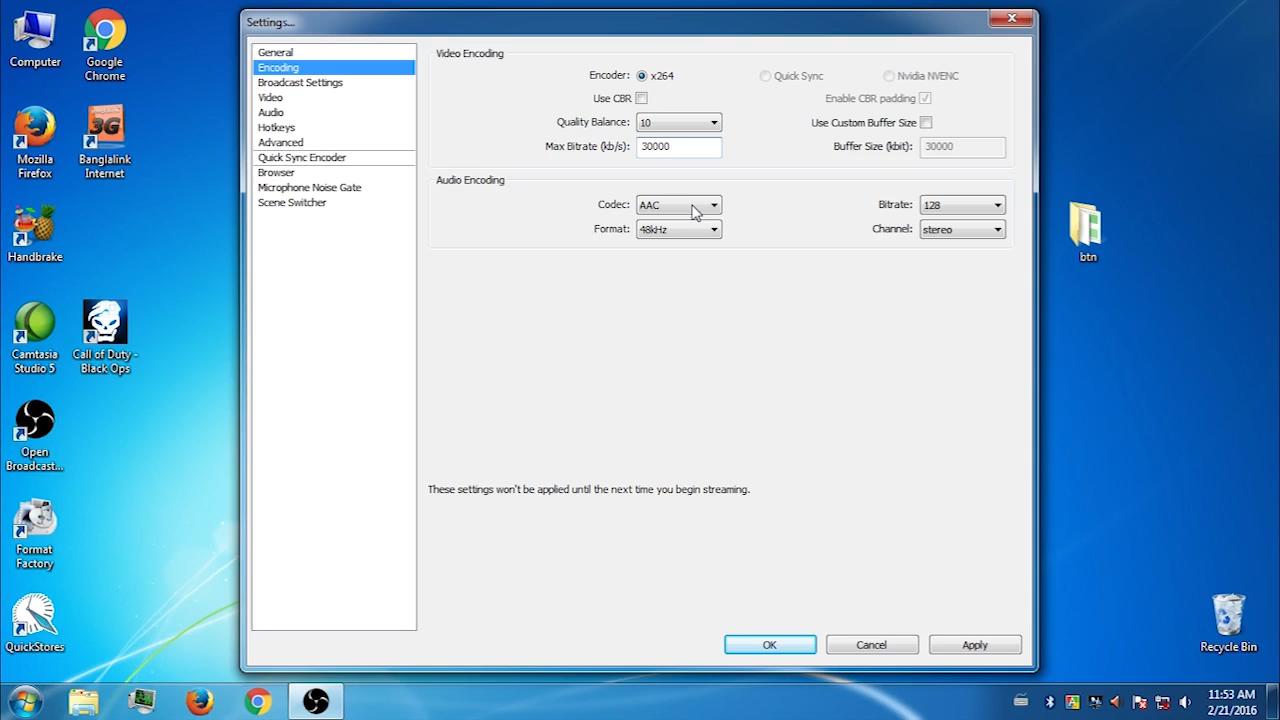 Settings...
Computer
Google
Chrome
Mozilla
Firefox
Banglalink
3G
Banglalink
Internet
Handbrake
Camtasia
Studio 5
Call of Duty -
Black Ops
Open
Broadcast...
Format
Factory
QuickStores
General
Encoding
Broadcast Settings
Video
Audio
Hotkeys
Advanced
Quick Sync Encoder
Browser
Microphone Noise Gate
Scene Switcher
Video Encoding
Encoder: x264 Quick Sync Nvidia NVENC
Use CBR Enable CBR padding
Quality Balance: 10 Use Custom Buffer Size
Max Bitrate (kb/s): 30000 Buffer Size (kbit): 30000
Audio Encoding
Codec: AAC Bitrate: 128
Format: 48kHz Channel: stereo
These settings won't be applied until the next time you begin streaming.
OK Cancel Apply
btn
Recycle Bin
11:53 AM
2/21/2016